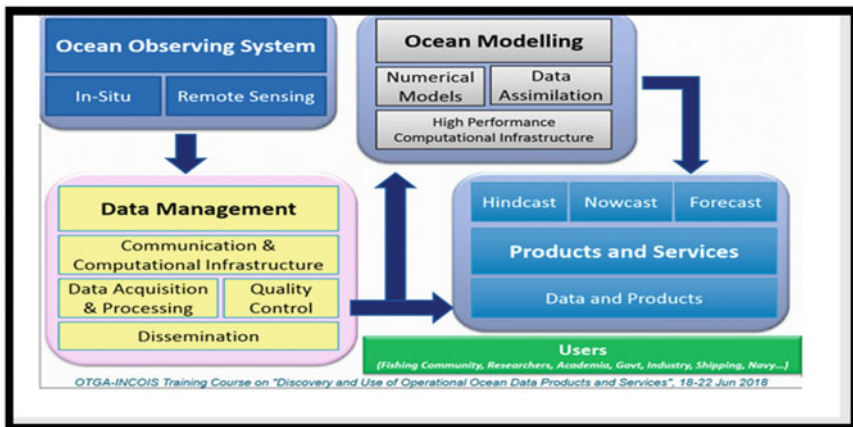 Ocean Observing System
In-Situ
Remote Sensing
Ocean Modelling
Numerical
Models
Data
Assimilation
High Performance
Computational Infrastructure
Data Management
Communication &
Computational Infrastructure
Data Acquisition
& Processing
Quality
Control
Dissemination
Hindcast
Nowcast
Forecast
Products and Services
Data and Products
Users
(Fishing Community, Researchers, Academia, Govt, Industry, Shipping, Navy...)
OTGA-INCOIS Training Course on "Discovery and Use of Operational Ocean Data Products and Services", 18-22 Jun 2018